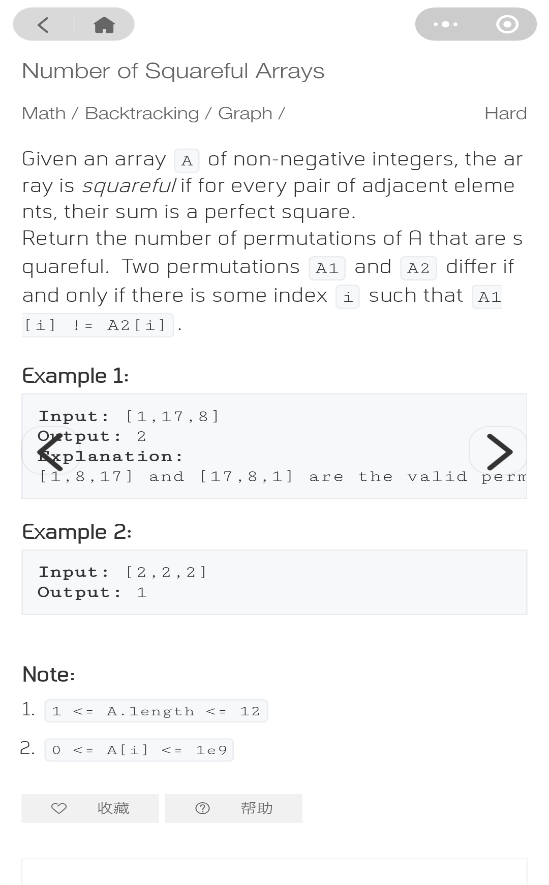 Number of Squareful Arrays
Math / Backtracking / Graph /
Hard
Given an array A of non-negative integers, the ar
ray is squareful if for every pair of adjacent eleme
nts, their sum is a perfect square.
Return the number of permutations of A that are s
quareful. Two permutations A1 and A2 differ if
and only if there is some index i such that A1
[i] != A2[i].
Example 1:
Input: [1,17,8]
Output: 2
Explanation:
[1,8,17] and [17,8,1] are the valid perm
Example 2:
Input: [2,2,2]
Output: 1
Note:
1. 1 <= A.length <= 12
2. 0 <= A[i] <= 1e9
收藏
帮助